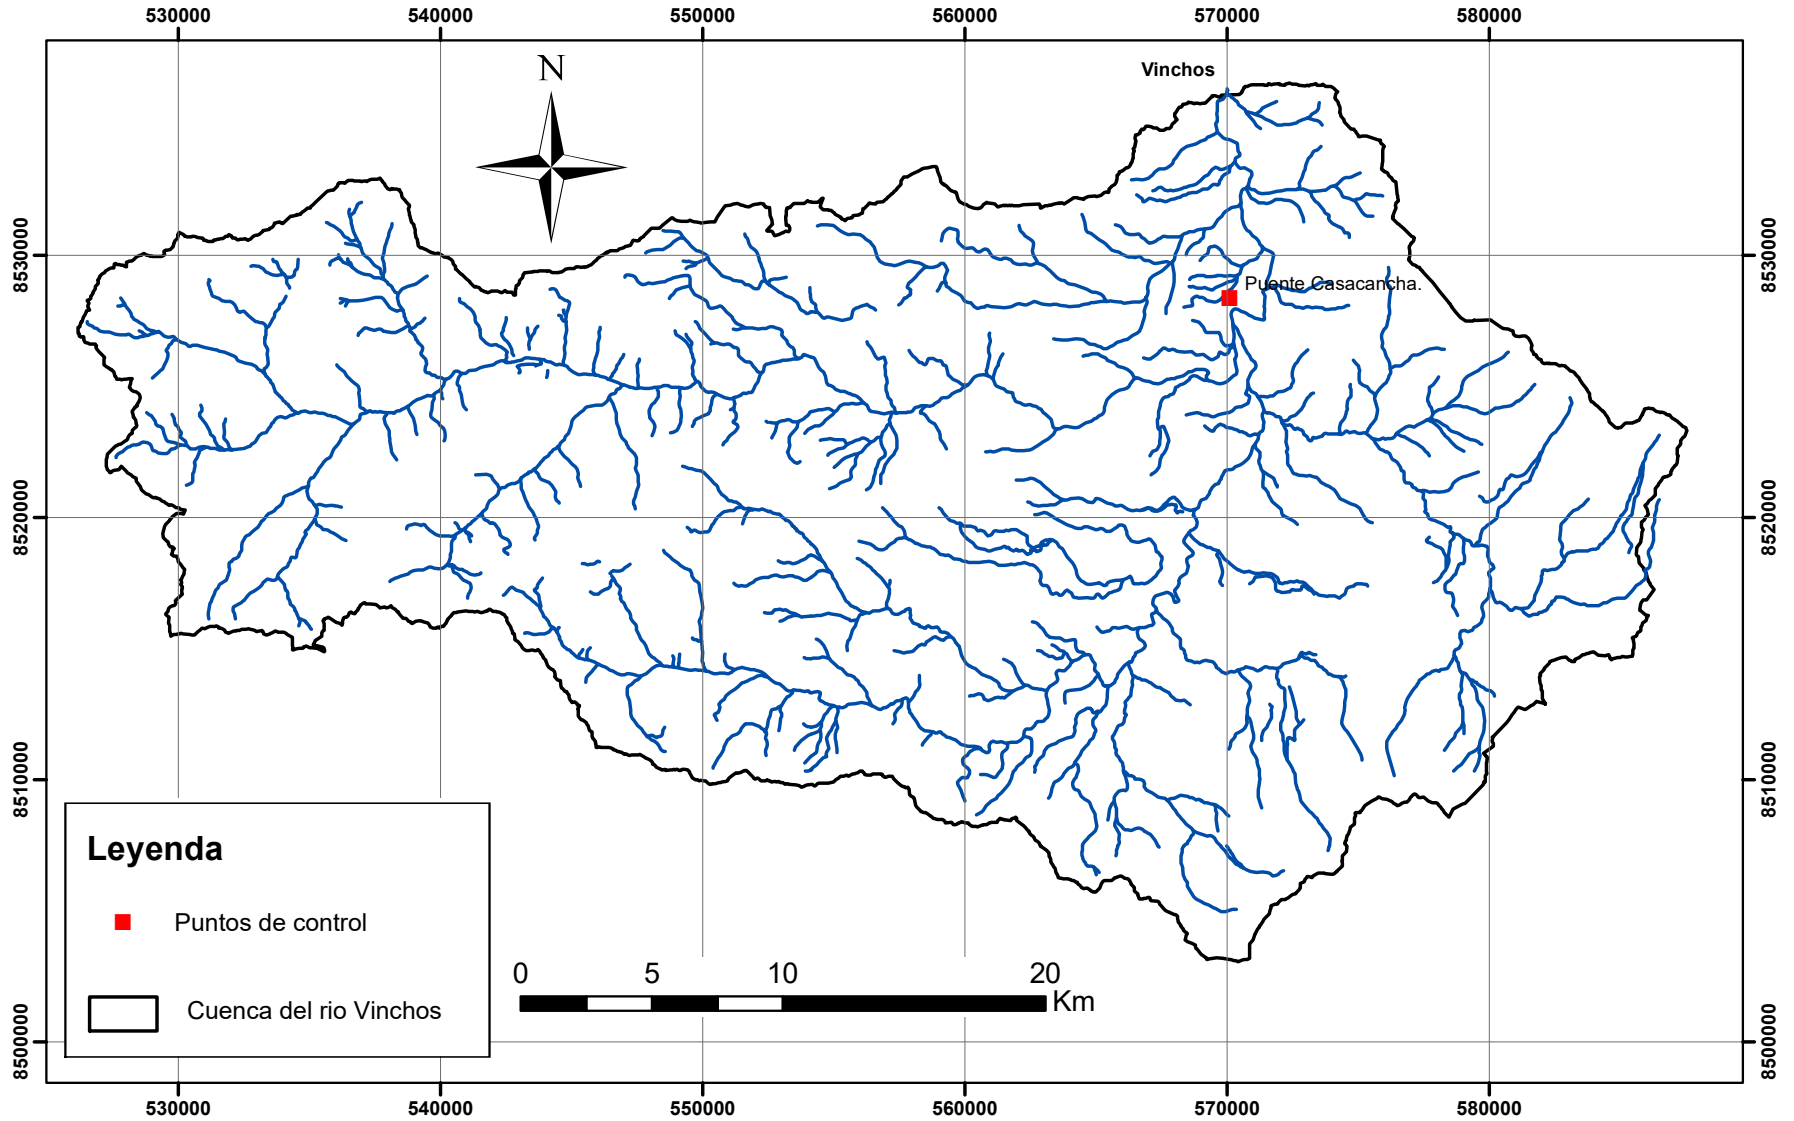 530000 540000 550000 560000 570000 580000
N
Vinchos
8530000 8530000
Puente Casacancha.
8520000 8520000
8510000 8510000
Leyenda
Puntos de control
Cuenca del rio Vinchos
0 5 10 20
Km
8500000 8500000
530000 540000 550000 560000 570000 580000